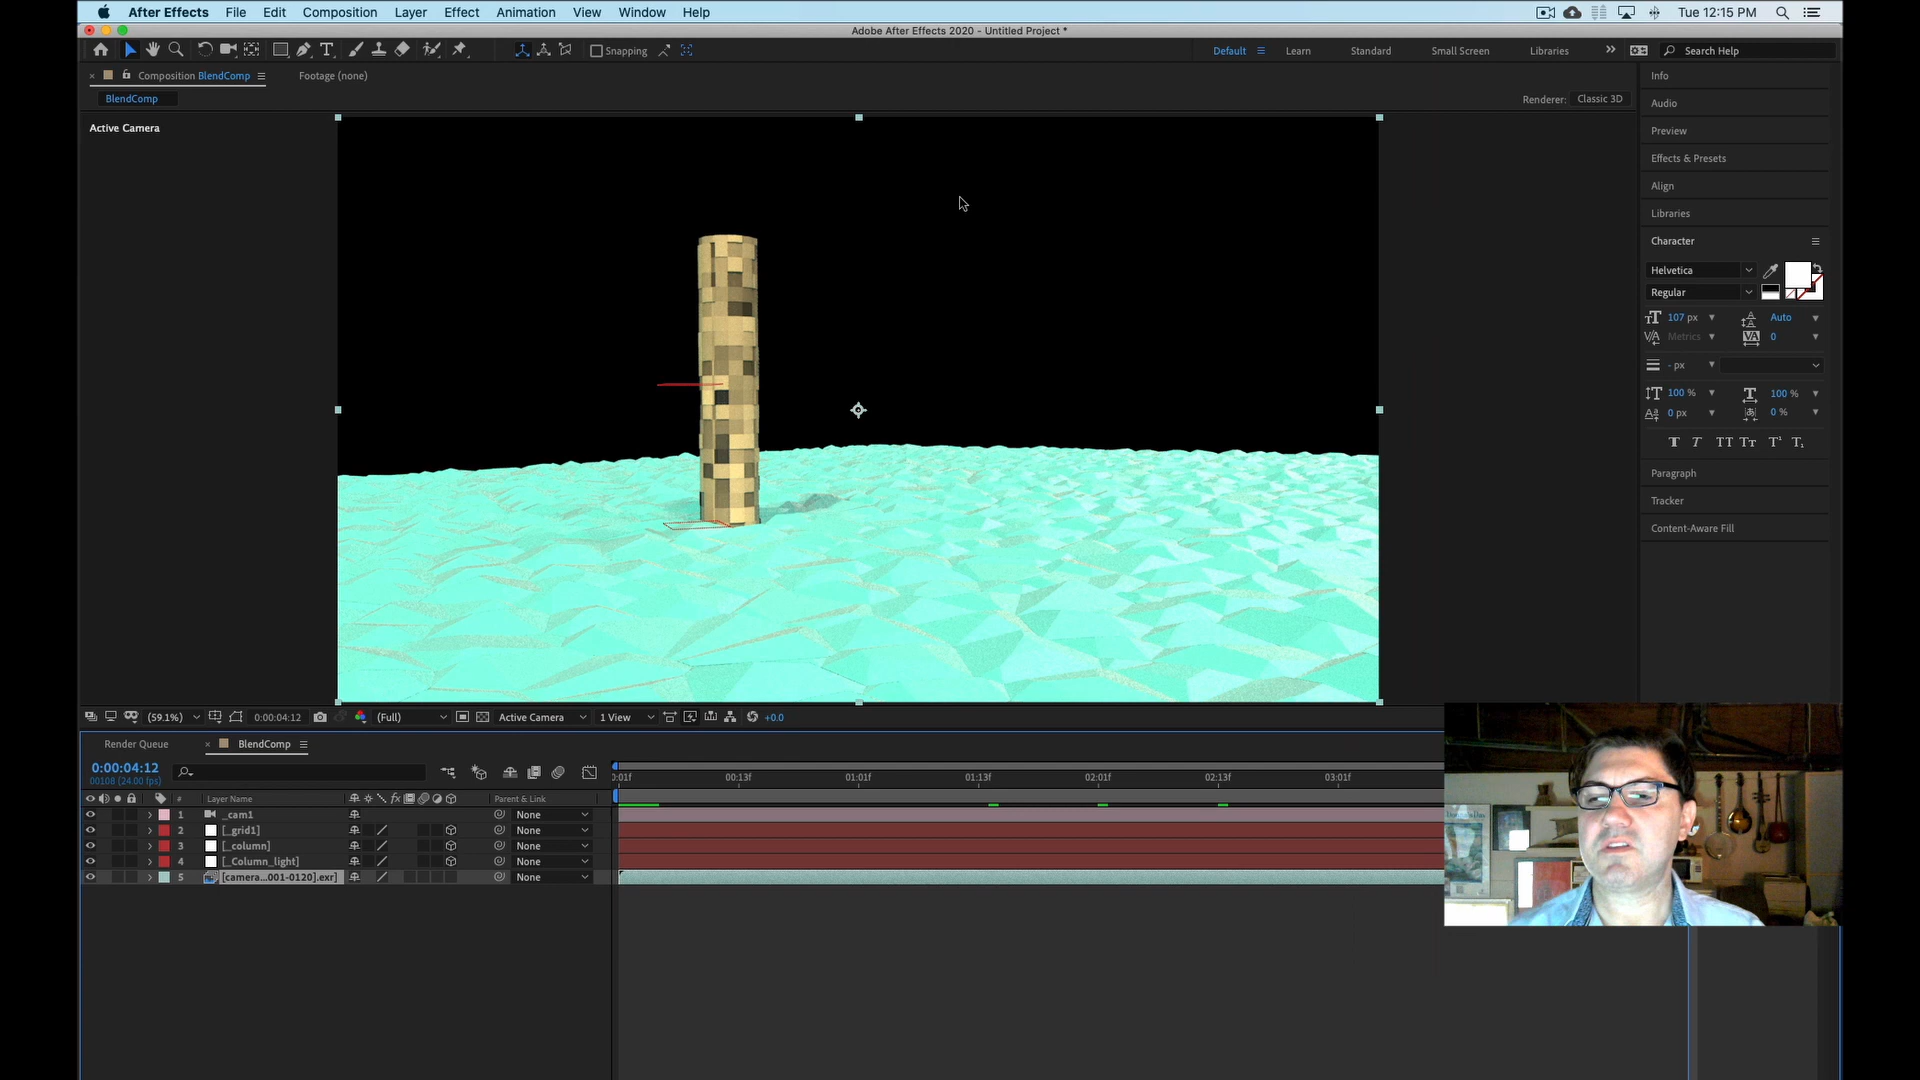 After Effects File Edit Composition Layer Effect Animation View Window Help Tue 12:15 PM
Adobe After Effects 2020 - Untitled Project *
Snapping Default Learn Standard Small Screen Libraries Search Help
Composition BlendComp Footage (none)
BlendComp Renderer: Classic 3D
Active Camera
Info
Audio
Preview
Effects & Presets
Align
Libraries
Character
Helvetica
Regular
107 px Auto
Metrics 0
- px
100 % 100 %
0 px 0 %
T T TT Tт T¹ T₁
Paragraph
Tracker
Content-Aware Fill
(59.1%) 0:00:04:12 (Full) Active Camera 1 View +0.0
Render Queue BlendComp
0:00:04:12
00108 (24.00 fps)
0:01f 00:13f 01:01f 01:13f 02:01f 02:13f 03:01f
# Layer Name fx Parent & Link
1 _cam1 None
2 [_grid1] None
3 [_column] None
4 [_Column_light] None
5 [camera...001-0120].exr] None